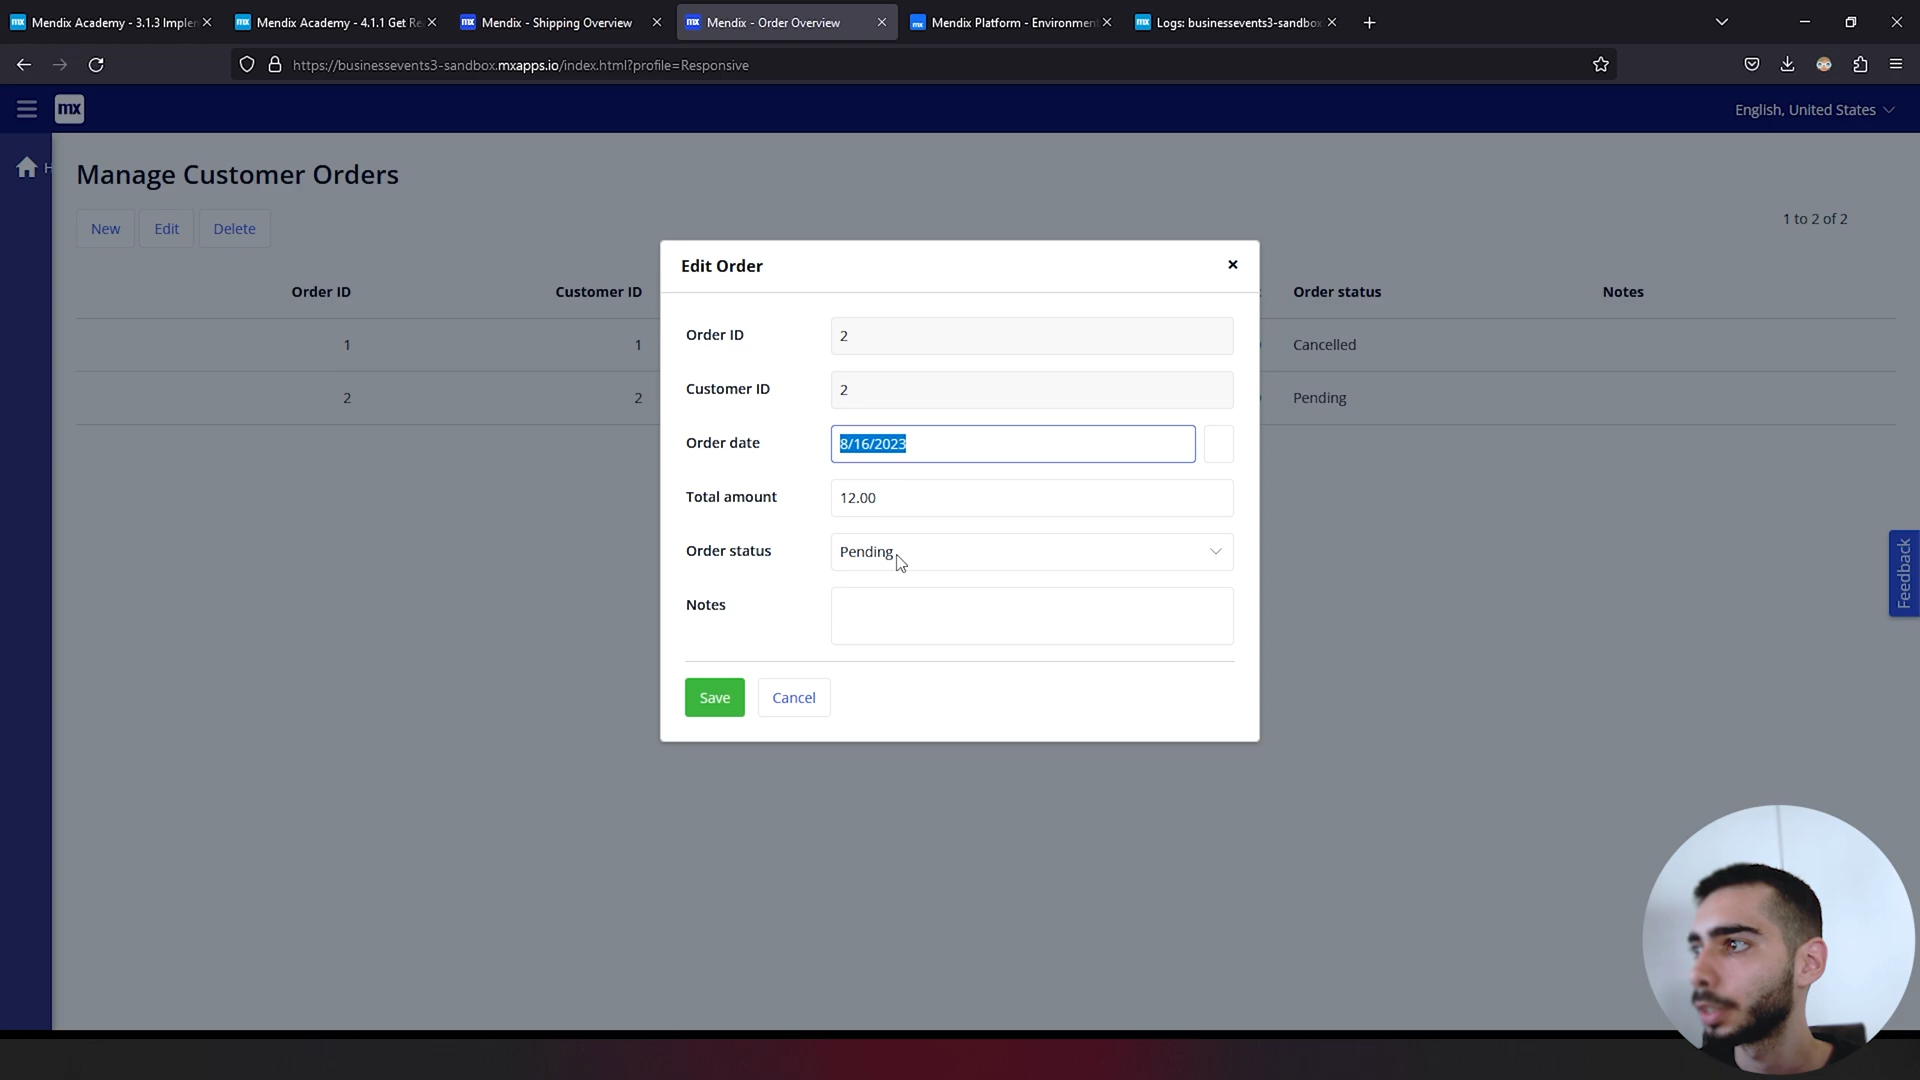 Mendix Academy - 3.1.3 Implem
Mendix Academy - 4.1.1 Get Re
Mendix - Shipping Overview
Mendix - Order Overview
Mendix Platform - Environment
Logs: businessevents3-sandbox
https://businessevents3-sandbox.mxapps.io/index.html?profile=Responsive
mx
English, United States
H
Manage Customer Orders
New
Edit
Delete
1 to 2 of 2
Order ID
Customer ID
Order status
Notes
1
1
Cancelled
2
2
Pending
Edit Order
Order ID
2
Customer ID
2
Order date
8/16/2023
Total amount
12.00
Order status
Pending
Notes
Save
Cancel
Feedback